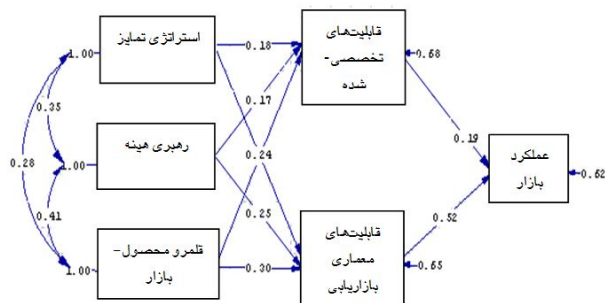 استراتژی تمایز
رهبری هینه
قلمرو محصول–
بازار
قابلیت‌های
تخصصی-
شده
قابلیت‌های
معماری
بازاریابی
عملکرد
بازار
1.00
1.00
1.00
0.35
0.28
0.41
0.18
0.17
0.24
0.25
0.30
0.68
0.65
0.19
0.52
0.62